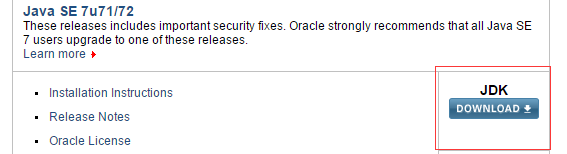 Java SE 7u71/72
These releases includes important security fixes. Oracle strongly recommends that all Java SE
7 users upgrade to one of these releases.
Learn more
Installation Instructions
Release Notes
Oracle License
JDK
DOWNLOAD